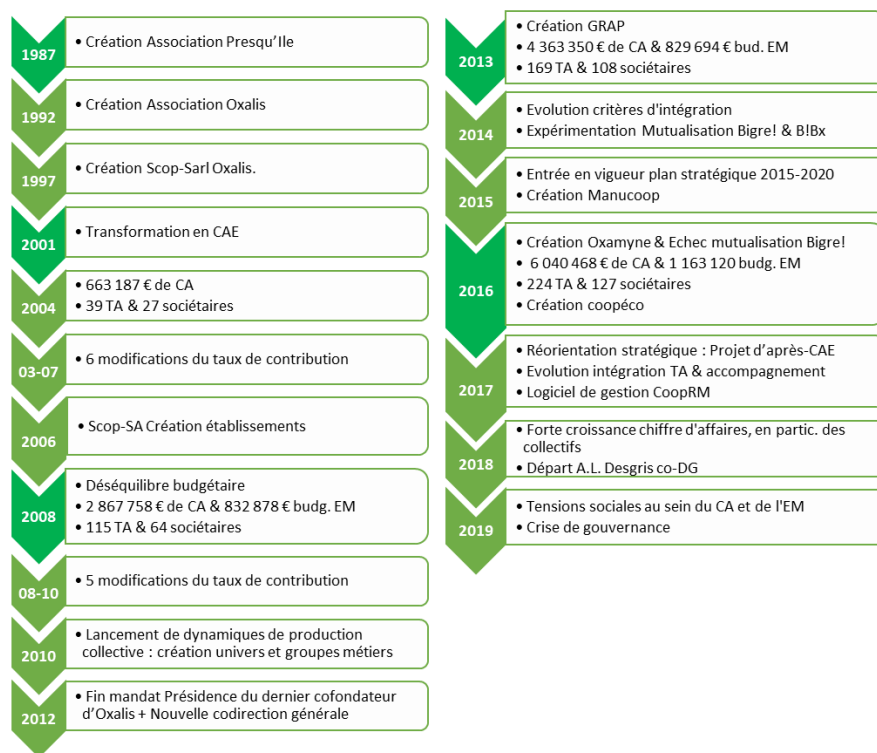 1987
• Création Association Presqu'Ile
1992
• Création Association Oxalis
1997
• Création Scop-Sarl Oxalis.
2001
• Transformation en CAE
2004
• 663 187 € de CA
• 39 TA & 27 sociétaires
03-07
• 6 modifications du taux de contribution
2006
• Scop-SA Création établissements
2008
• Déséquilibre budgétaire
• 2 867 758 € de CA & 832 878 € budg. EM
• 115 TA & 64 sociétaires
08-10
• 5 modifications du taux de contribution
2010
• Lancement de dynamiques de production
collective : création univers et groupes métiers
2012
• Fin mandat Présidence du dernier cofondateur
d'Oxalis + Nouvelle codirection générale
2013
• Création GRAP
• 4 363 350 € de CA & 829 694 € bud. EM
• 169 TA & 108 sociétaires
2014
• Evolution critères d'intégration
• Expérimentation Mutualisation Bigre! & B!Bx
2015
• Entrée en vigueur plan stratégique 2015-2020
• Création Manucoop
2016
• Création Oxamyne & Echec mutualisation Bigre!
• 6 040 468 € de CA & 1 163 120 budg. EM
• 224 TA & 127 sociétaires
• Création coopéco
2017
• Réorientation stratégique : Projet d'après-CAE
• Evolution intégration TA & accompagnement
• Logiciel de gestion CoopRM
2018
• Forte croissance chiffre d'affaires, en partic. des
collectifs
• Départ A.L. Desgris co-DG
2019
• Tensions sociales au sein du CA et de l'EM
• Crise de gouvernance